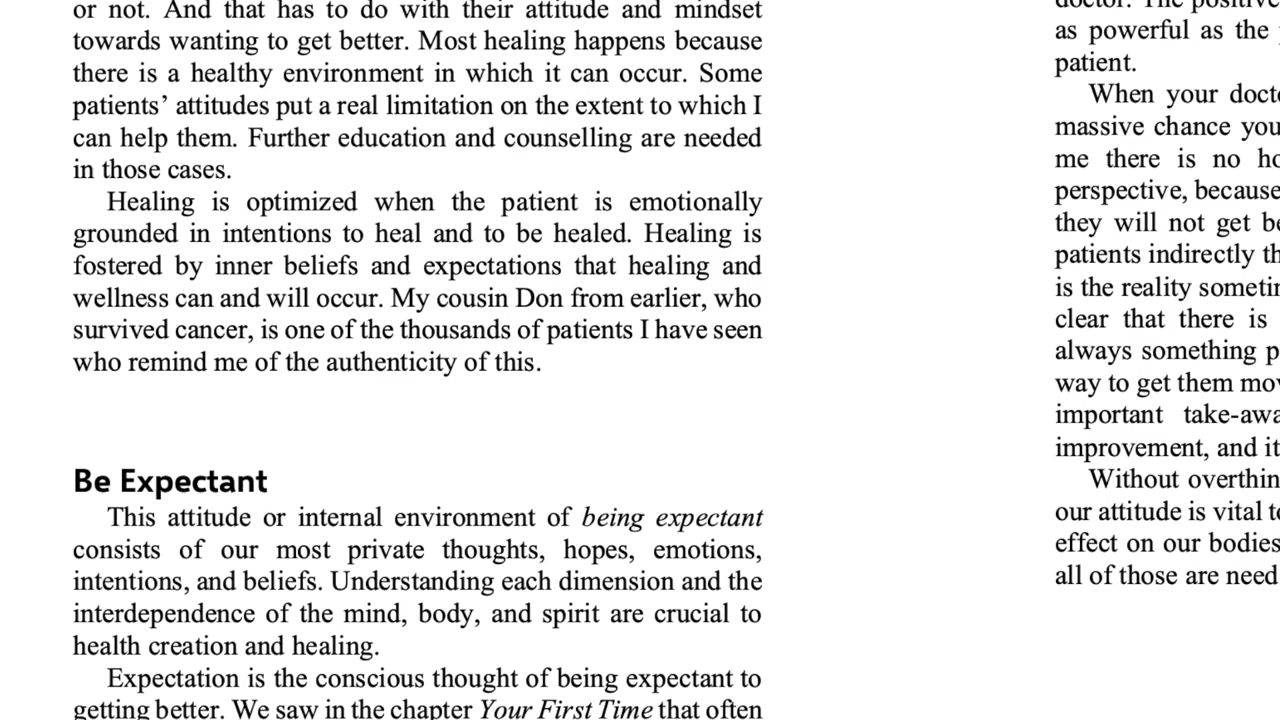 or not. And that has to do with their attitude and mindset
towards wanting to get better. Most healing happens because
there is a healthy environment in which it can occur. Some
patients’ attitudes put a real limitation on the extent to which I
can help them. Further education and counselling are needed
in those cases.
Healing is optimized when the patient is emotionally
grounded in intentions to heal and to be healed. Healing is
fostered by inner beliefs and expectations that healing and
wellness can and will occur. My cousin Don from earlier, who
survived cancer, is one of the thousands of patients I have seen
who remind me of the authenticity of this.
Be Expectant
This attitude or internal environment of being expectant
consists of our most private thoughts, hopes, emotions,
intentions, and beliefs. Understanding each dimension and the
interdependence of the mind, body, and spirit are crucial to
health creation and healing.
Expectation is the conscious thought of being expectant to
getting better. We saw in the chapter Your First Time that often
doctor. The positive
as powerful as the
patient.
When your
massive chance you
me there is no
perspective, because
they will not get
patients indirectly
is the reality
clear that there is
always something
way to get them
important
improvement, and it
Without
our attitude is vital
effect on our bodies
all of those are need